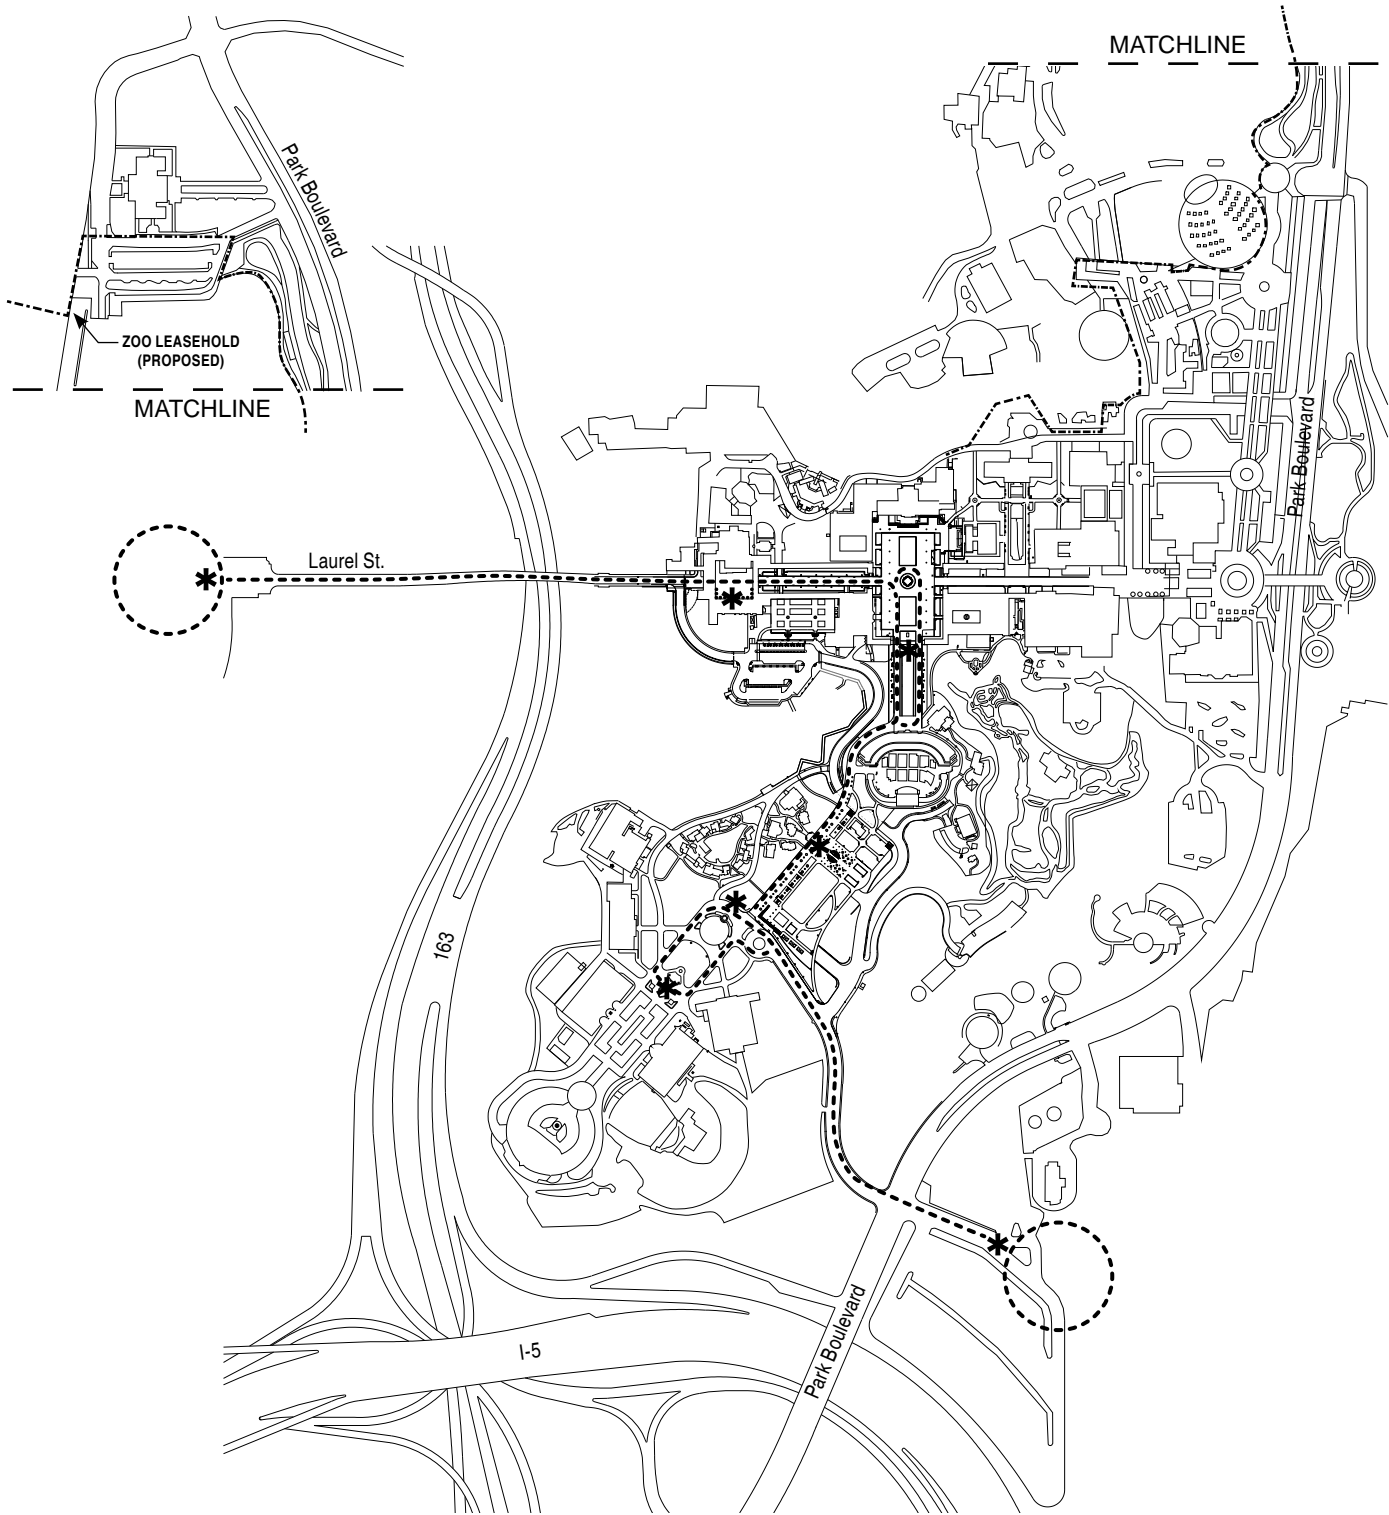 MATCHLINE
Park Boulevard
ZOO LEASEHOLD
(PROPOSED)
MATCHLINE
Park Boulevard
Laurel St.
163
I-5
Park Boulevard